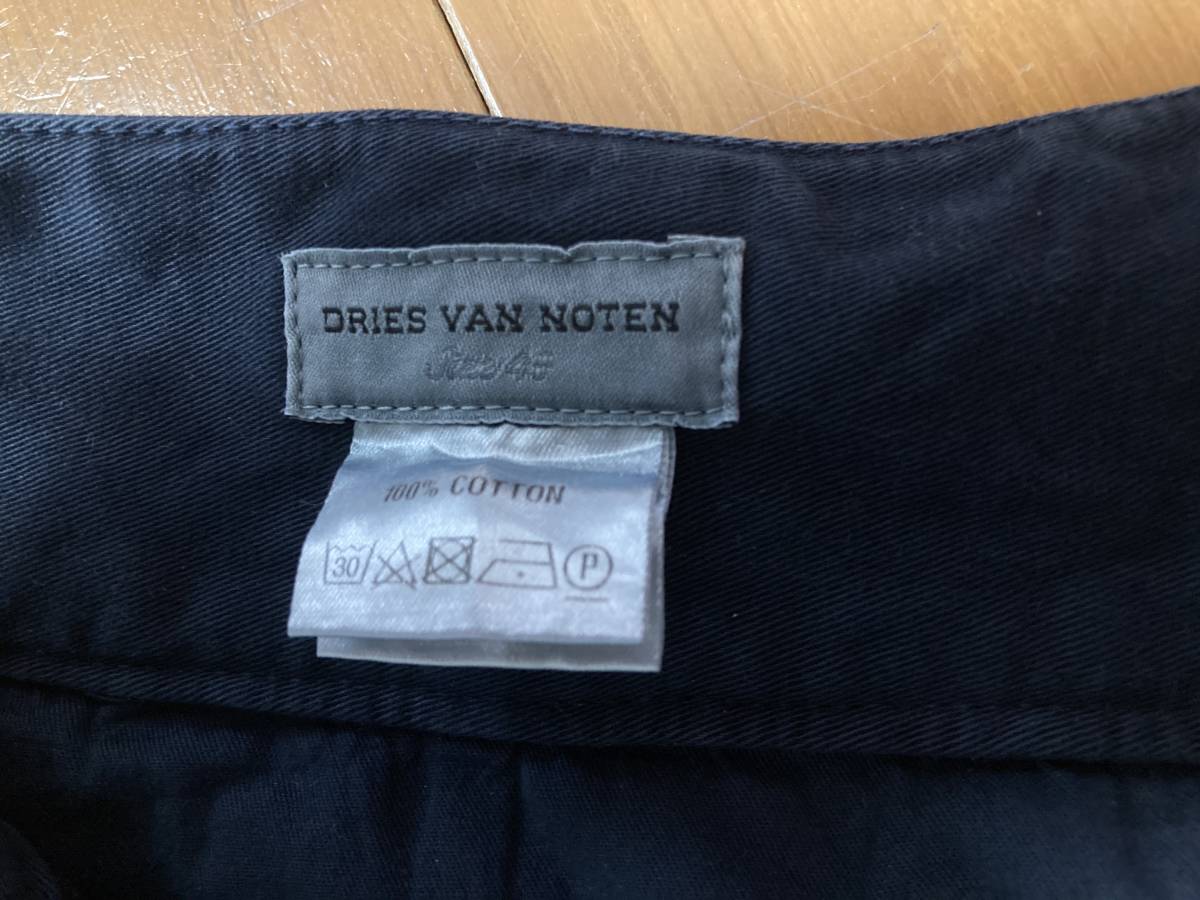 DRIES VAN NOTEN
Size 48
100% COTTON
30 P